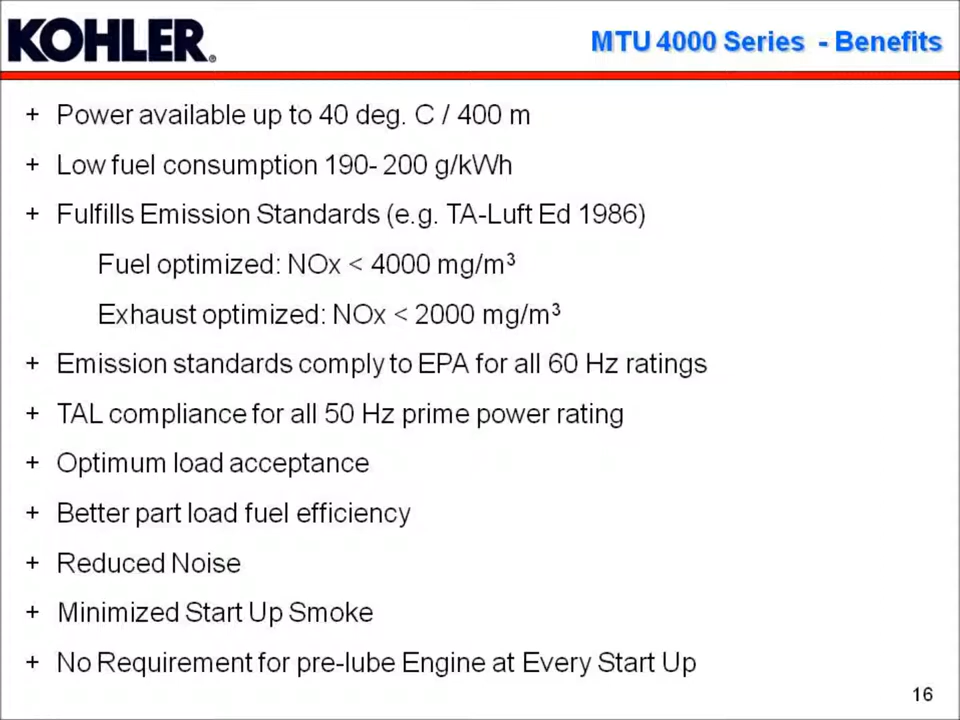 KOHLER®
MTU 4000 Series - Benefits
+ Power available up to 40 deg. C / 400 m
+ Low fuel consumption 190- 200 g/kWh
+ Fulfills Emission Standards (e.g. TA-Luft Ed 1986)
Fuel optimized: NOx < 4000 mg/m³
Exhaust optimized: NOx < 2000 mg/m³
+ Emission standards comply to EPA for all 60 Hz ratings
+ TAL compliance for all 50 Hz prime power rating
+ Optimum load acceptance
+ Better part load fuel efficiency
+ Reduced Noise
+ Minimized Start Up Smoke
+ No Requirement for pre-lube Engine at Every Start Up
16